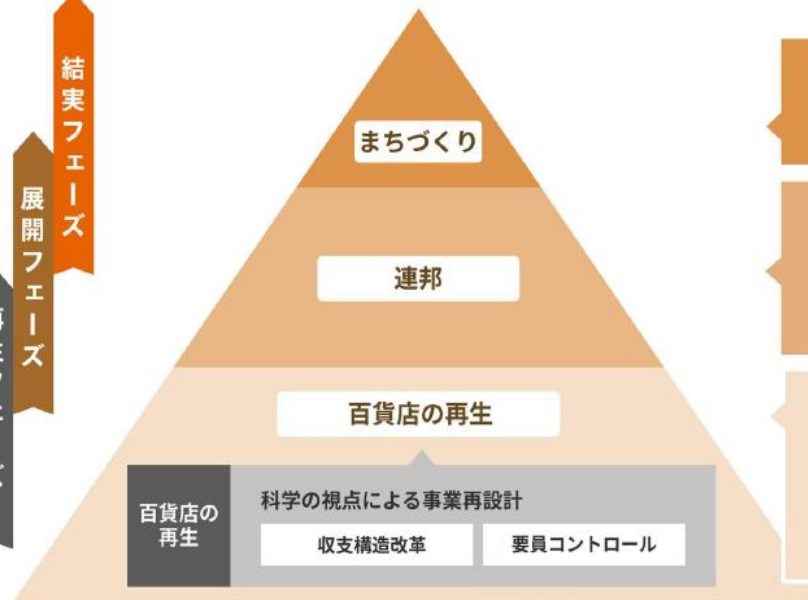 結実フェーズ
展開フェーズ
まちづくり
連邦
百貨店の再生
百貨店の
再生
科学の視点による事業再設計
収支構造改革
要員コントロール